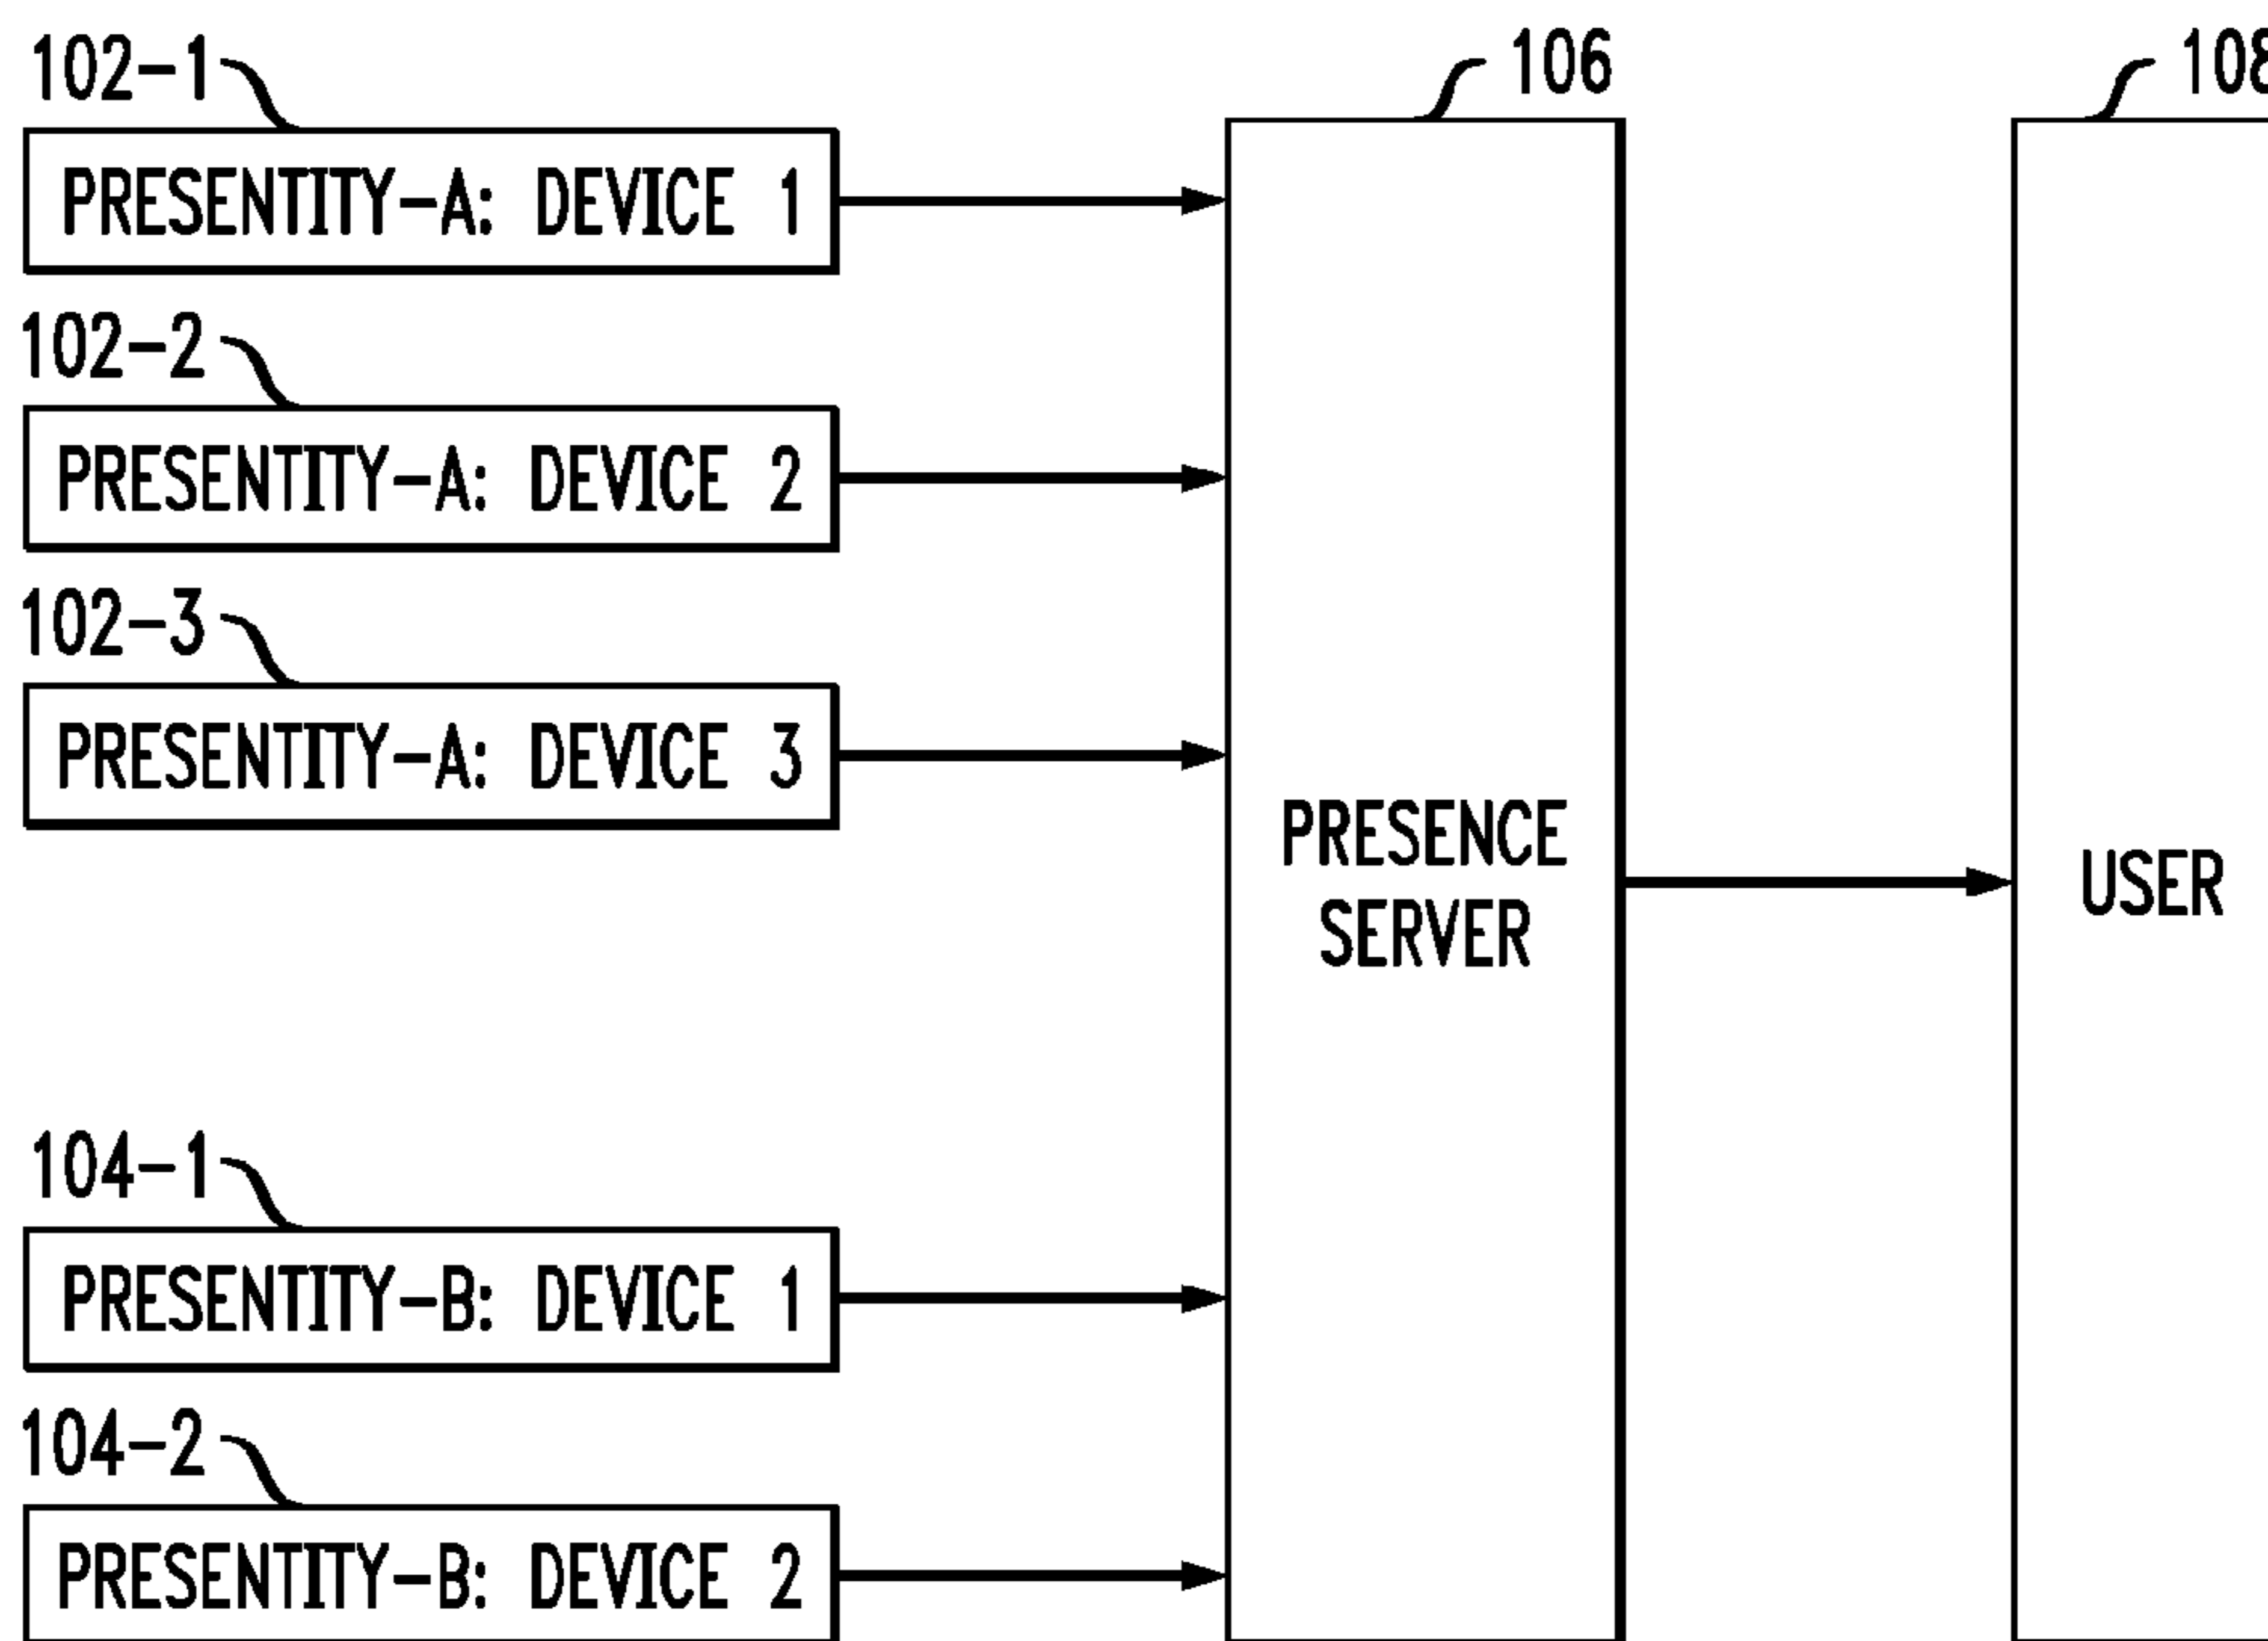 102-1
PRESENTITY-A: DEVICE 1
102-2
PRESENTITY-A: DEVICE 2
102-3
PRESENTITY-A: DEVICE 3
104-1
PRESENTITY-B: DEVICE 1
104-2
PRESENTITY-B: DEVICE 2
106
PRESENCE
SERVER
108
USER